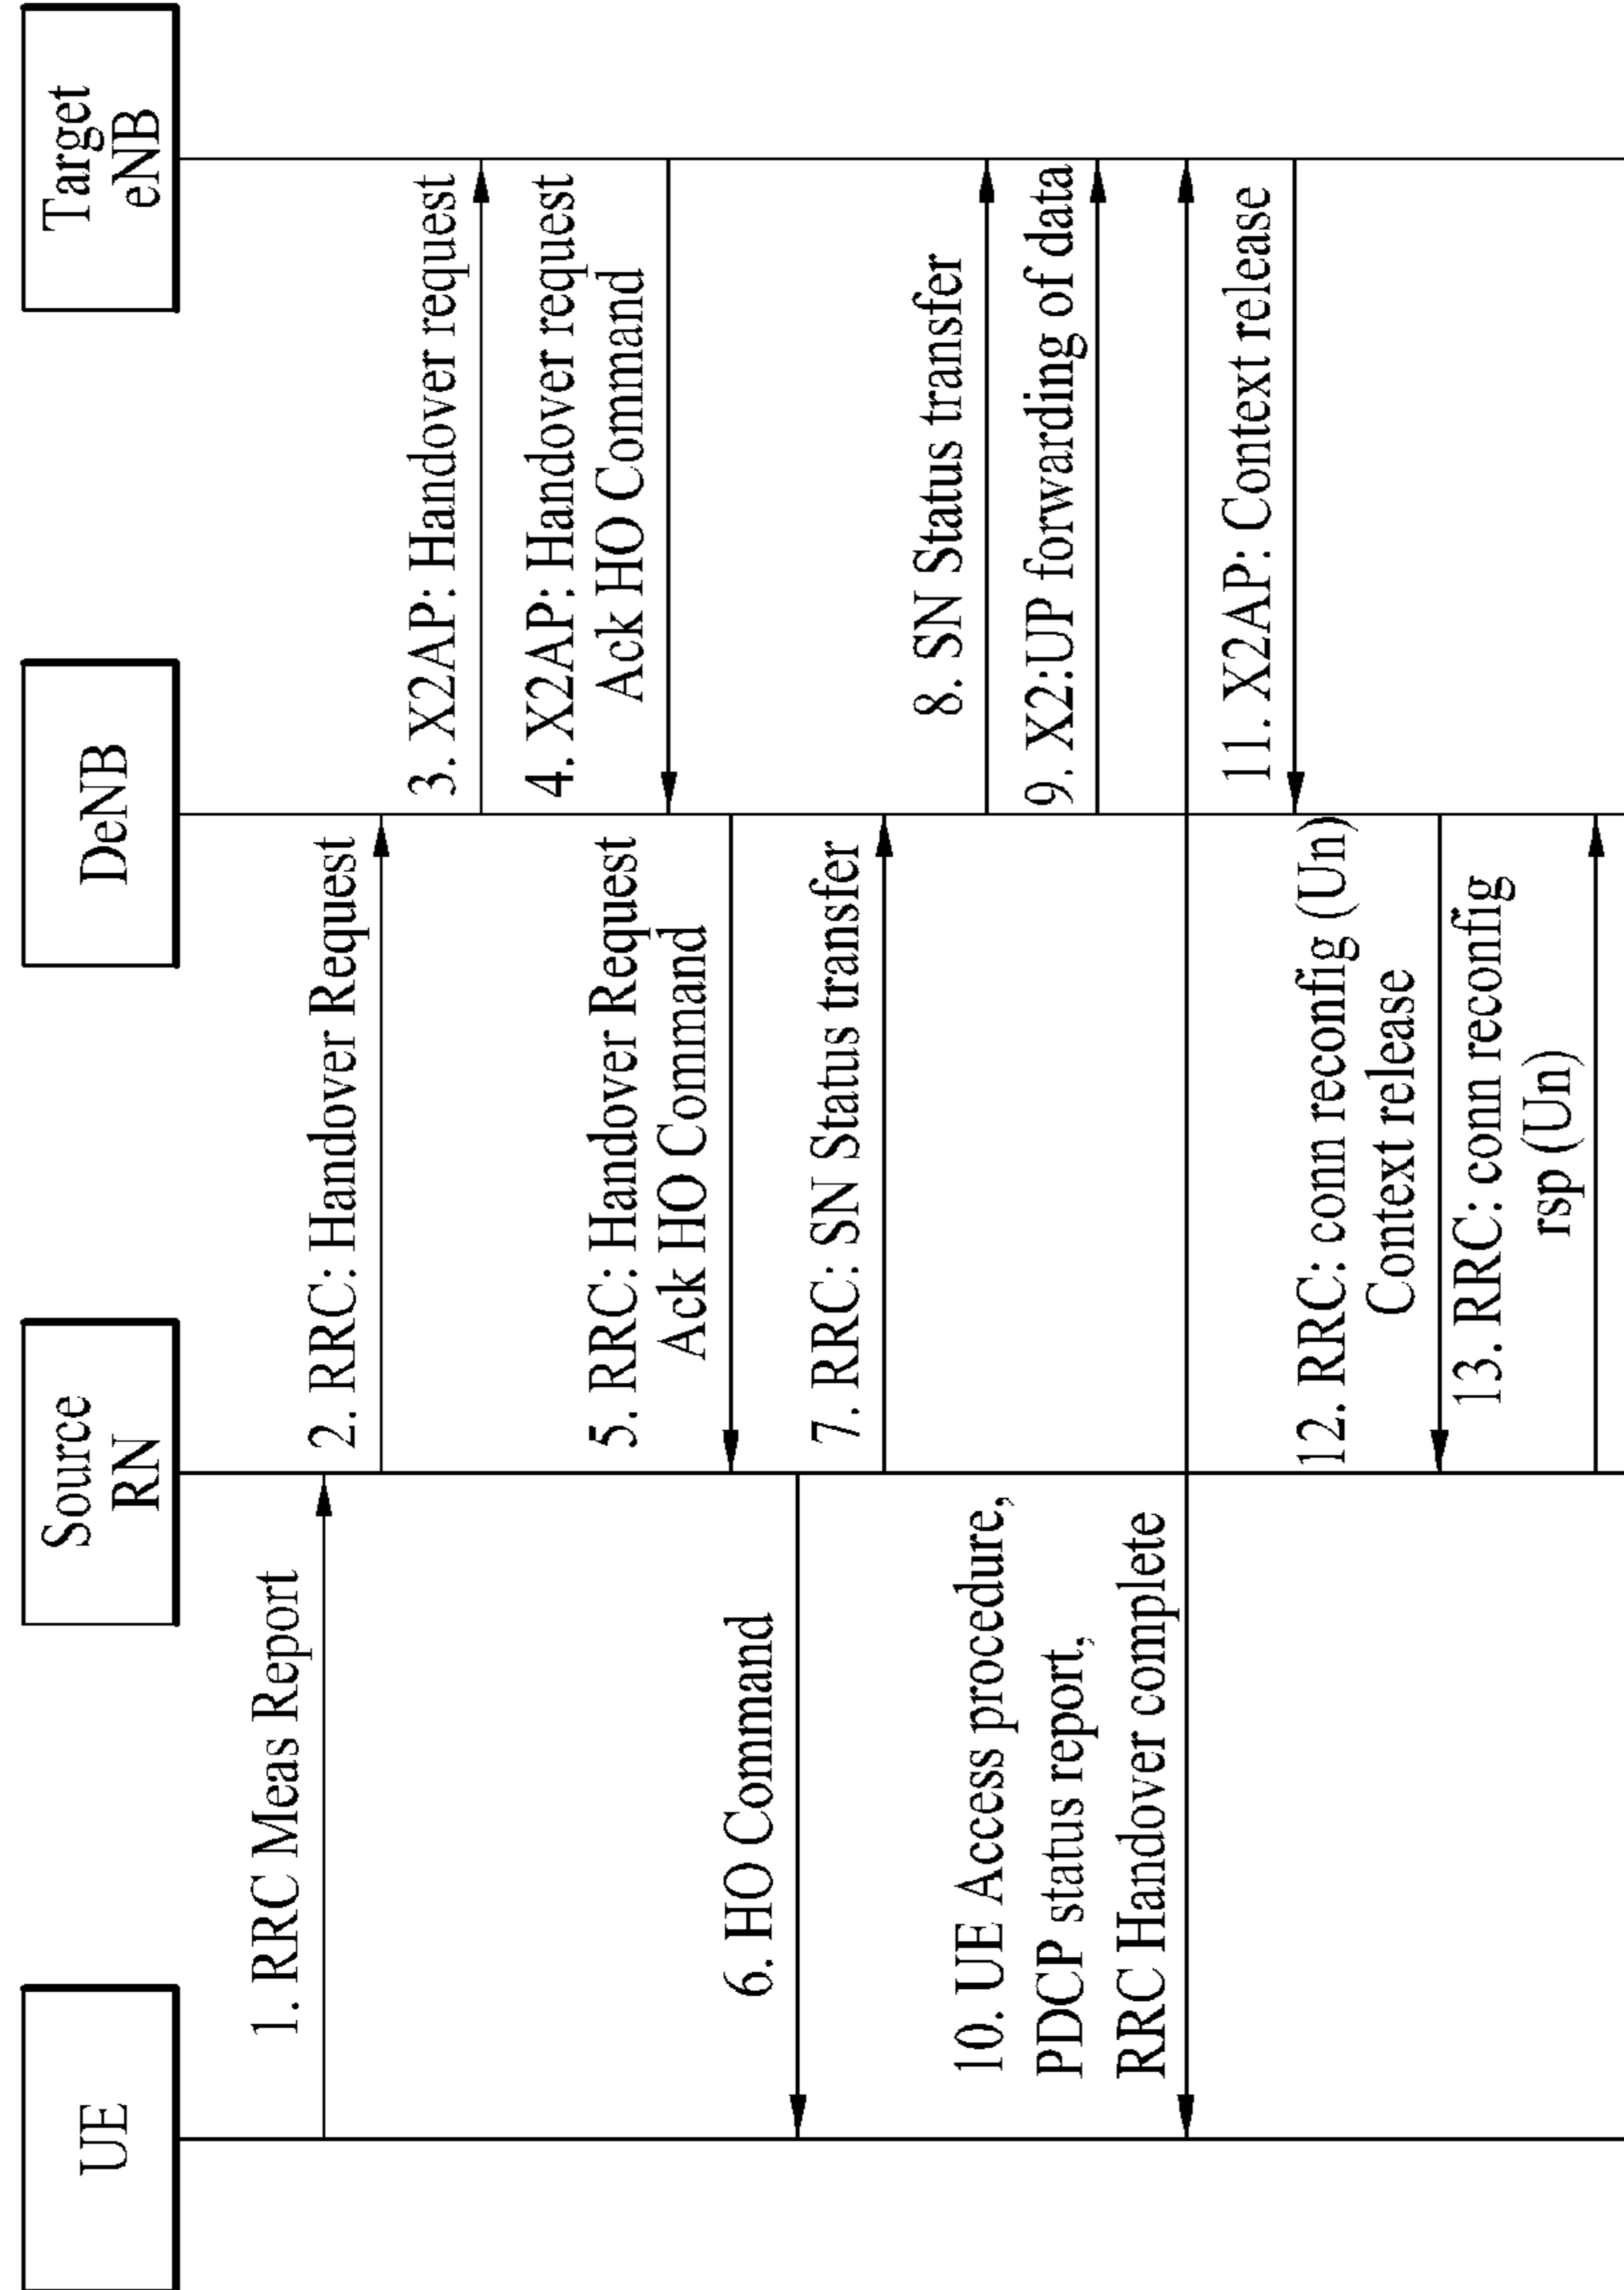 UE
Source
RN
DeNB
Target
eNB
1. RRC Meas Report
2. RRC: Handover Request
3. X2AP: Handover request
4. X2AP: Handover request
Ack HO Command
5. RRC: Handover Request
Ack HO Command
6. HO Command
7. RRC: SN Status transfer
8. SN Status transfer
9. X2:UP forwarding of data
10. UE Access procedure,
PDCP status report,
RRC Handover complete
11. X2AP: Context release
12. RRC: conn reconfig (Un)
Context release
13. RRC: conn reconfig
rsp (Un)